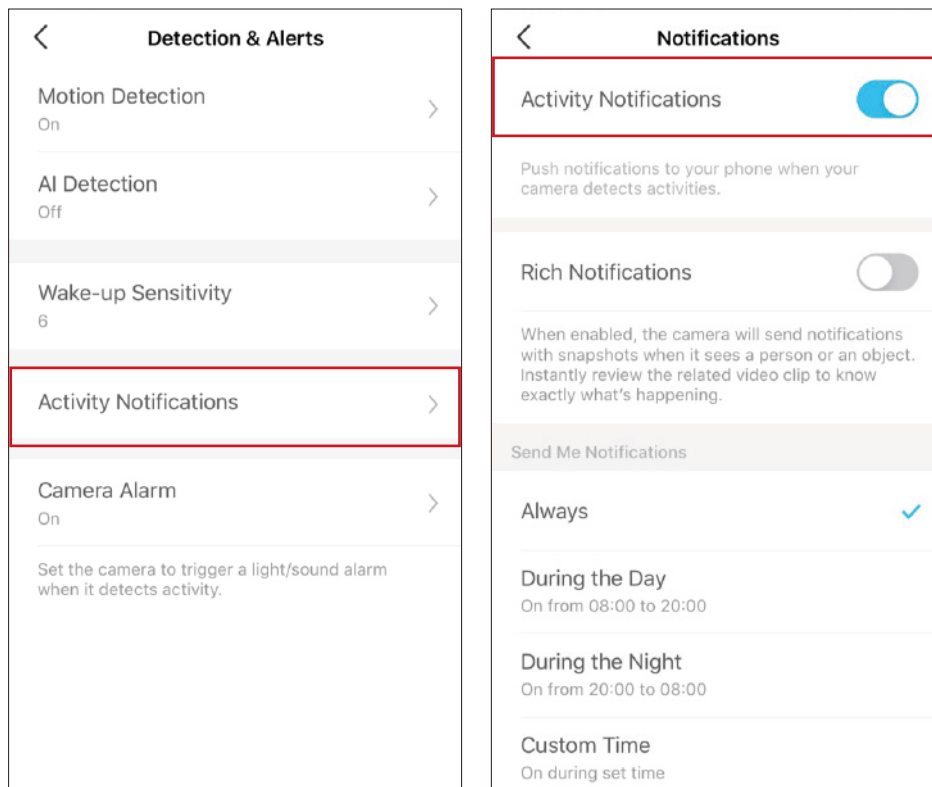 Detection & Alerts
Motion Detection
On
AI Detection
Off
Wake-up Sensitivity
6
Activity Notifications
Camera Alarm
On
Set the camera to trigger a light/sound alarm
when it detects activity.
Notifications
Activity Notifications
Push notifications to your phone when your
camera detects activities.
Rich Notifications
When enabled, the camera will send notifications
with snapshots when it sees a person or an object.
Instantly review the related video clip to know
exactly what's happening.
Send Me Notifications
Always
During the Day
On from 08:00 to 20:00
During the Night
On from 20:00 to 08:00
Custom Time
On during set time